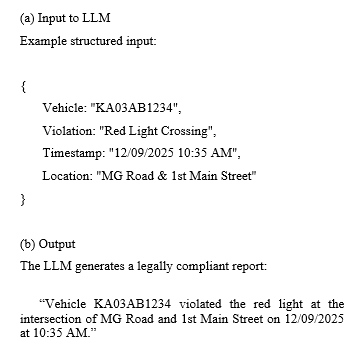 (a) Input to LLM
Example structured input:
{
Vehicle: "KA03AB1234",
Violation: "Red Light Crossing",
Timestamp: "12/09/2025 10:35 AM",
Location: "MG Road & 1st Main Street"
}
(b) Output
The LLM generates a legally compliant report:
“Vehicle KA03AB1234 violated the red light at the
intersection of MG Road and 1st Main Street on 12/09/2025
at 10:35 AM.”